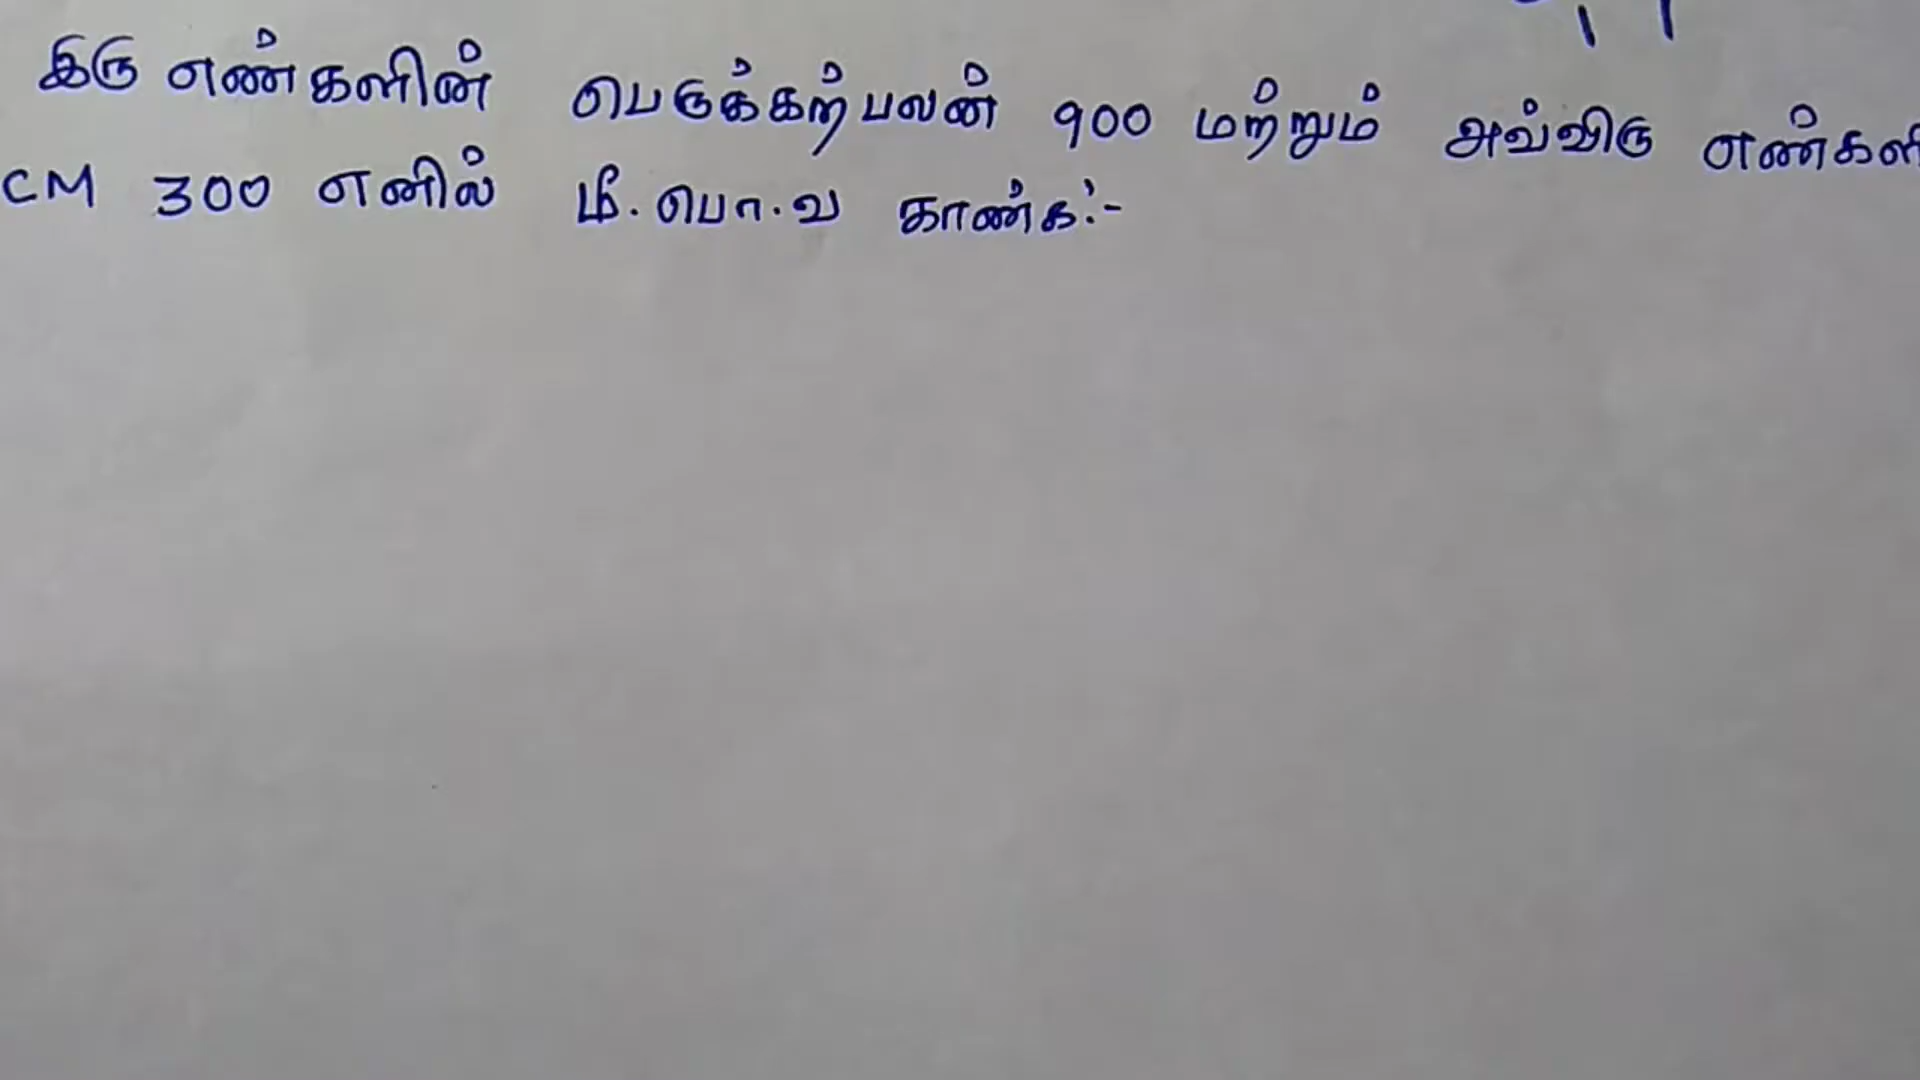 இரு எண்களின் பெருக்கற்பலன் 900 மற்றும் அவ்விரு எண்களி
CM 300 எனில் மீ.பொ.வ காண்க:-